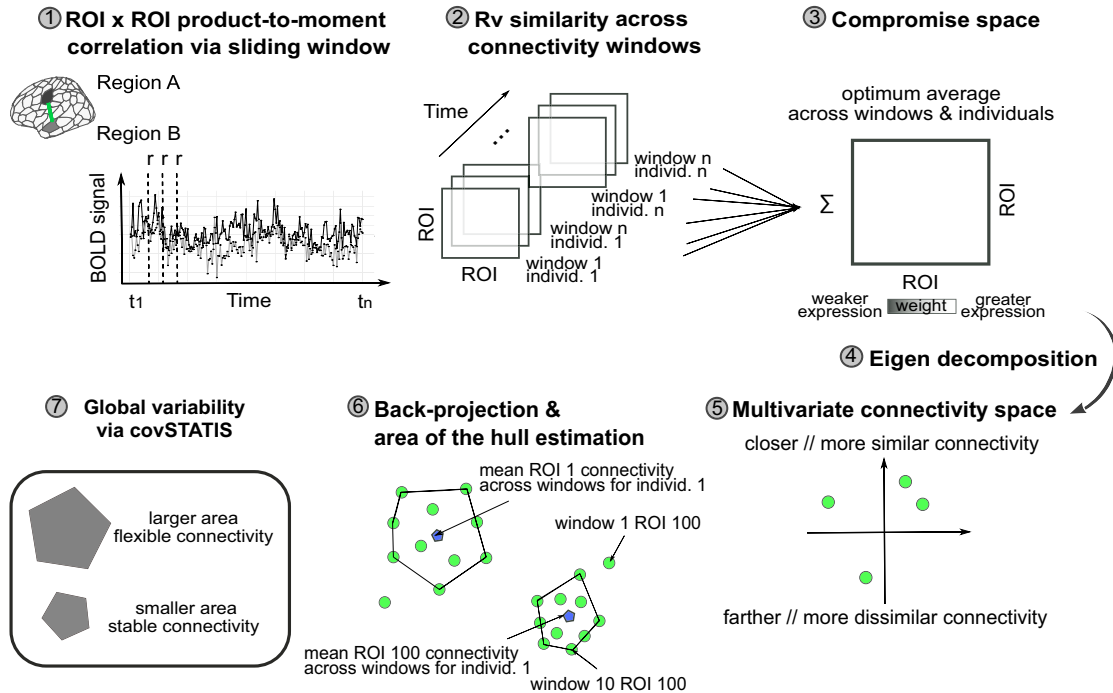 1 ROI x ROI product-to-moment
correlation via sliding window
Region A
Region B
r r r
BOLD signal
t1
Time
tn
2 Rv similarity across
connectivity windows
Time
...
window n
individ. n
window 1
individ. n
window n
individ. 1
window 1
individ. 1
ROI
ROI
3 Compromise space
optimum average
across windows & individuals
Σ
ROI
ROI
weaker
expression
weight
greater
expression
4 Eigen decomposition
5 Multivariate connectivity space
closer // more similar connectivity
farther // more dissimilar connectivity
6 Back-projection &
area of the hull estimation
mean ROI 1 connectivity
across windows for individ. 1
window 1 ROI 100
mean ROI 100 connectivity
across windows for individ. 1
window 10 ROI 100
7 Global variability
via covSTATIS
larger area
flexible connectivity
smaller area
stable connectivity